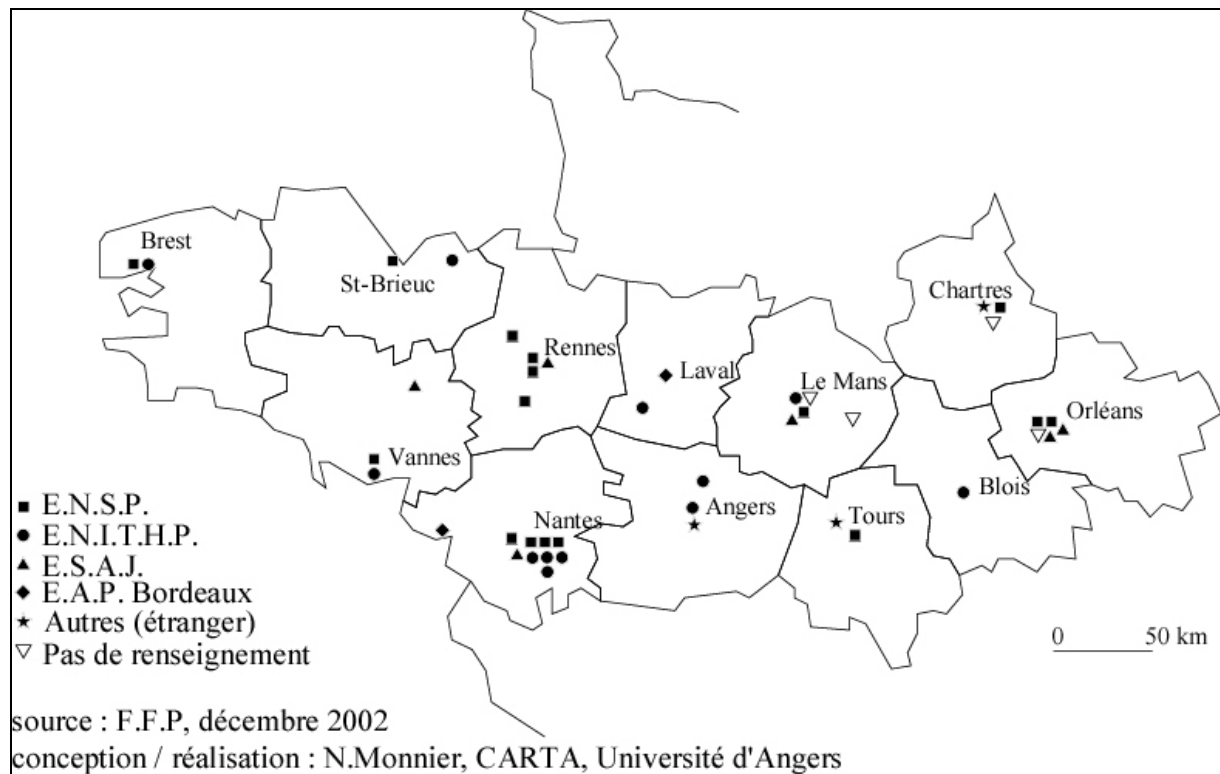 Brest
St-Brieuc
Chartres
Rennes
Laval
Le Mans
Orléans
Vannes
Blois
Angers
Nantes
Tours
E.N.S.P.
E.N.I.T.H.P.
E.S.A.J.
E.A.P. Bordeaux
Autres (étranger)
Pas de renseignement
0 50 km
source : F.F.P, décembre 2002
conception / réalisation : N.Monnier, CARTA, Université d'Angers